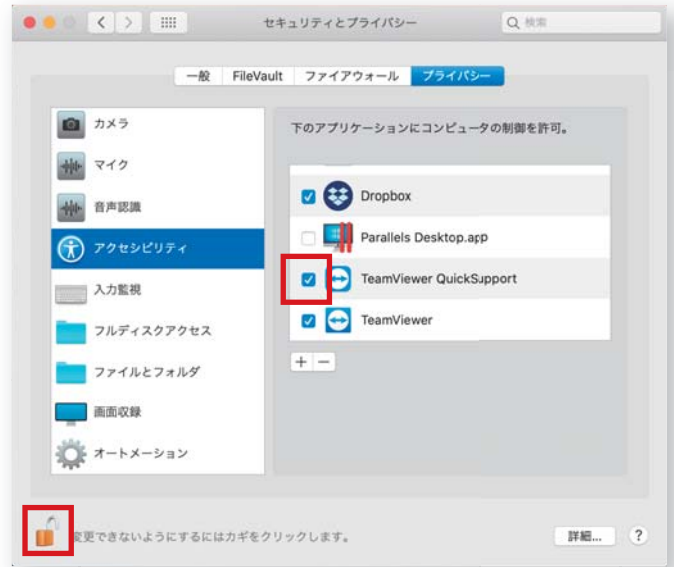 セキュリティとプライバシー
検索
一般
FileVault
ファイアウォール
プライバシー
カメラ
マイク
音声認識
アクセシビリティ
入力監視
フルディスクアクセス
ファイルとフォルダ
画面収録
オートメーション
下のアプリケーションにコンピュータの制御を許可。
Dropbox
Parallels Desktop.app
TeamViewer QuickSupport
TeamViewer
変更できないようにするにはカギをクリックします。
詳細...
?